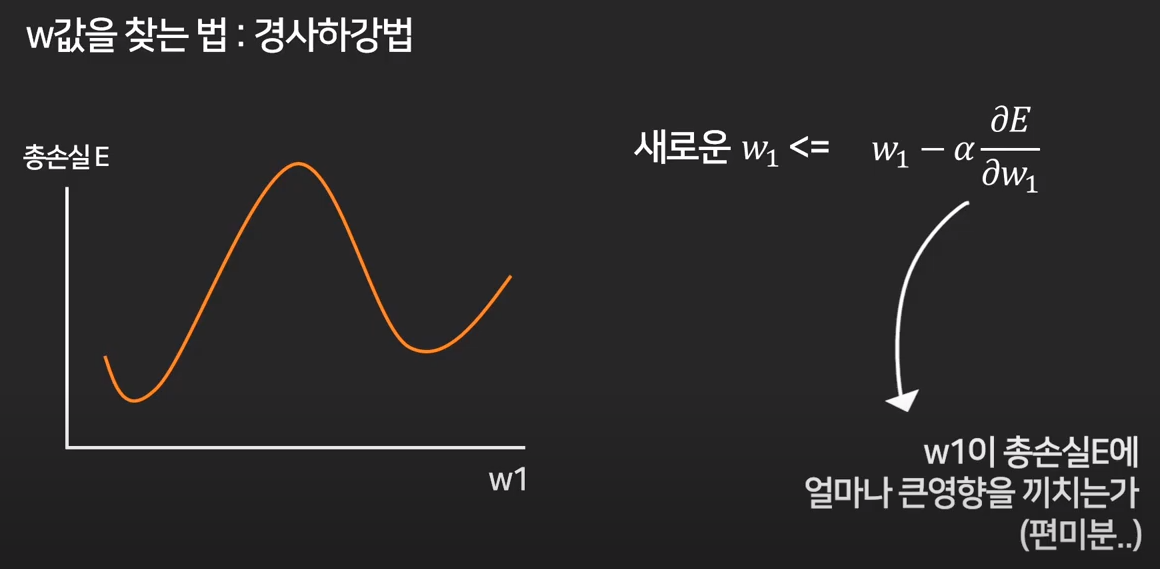 w값을 찾는 법 : 경사하강법
총손실 E
w1
새로운 w₁ <= w₁ − α ∂E/∂w₁
w1이 총손실E에
얼마나 큰영향을 끼치는가
(편미분..)